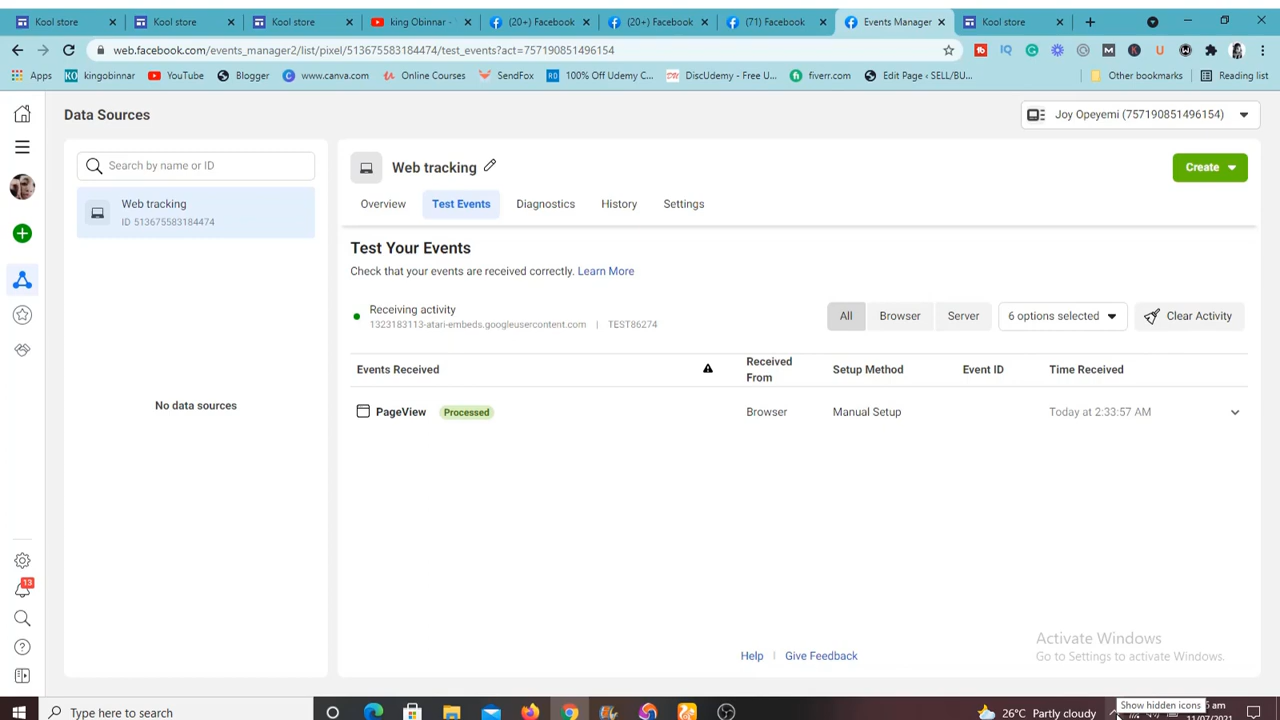 Kool store
Kool store
Kool store
king Obinnar -
(20+) Facebook
(20+) Facebook
(71) Facebook
Events Manager
Kool store
web.facebook.com/events_manager2/list/pixel/513675583184474/test_events?act=757190851496154
Apps
kingobinnar
YouTube
Blogger
www.canva.com
Online Courses
SendFox
100% Off Udemy C...
DiscUdemy - Free U...
fiverr.com
Edit Page ‹ SELL/BU...
Other bookmarks
Reading list
Data Sources
Joy Opeyemi (757190851496154)
Search by name or ID
Web tracking
ID 513675583184474
No data sources
Web tracking
Create
Overview
Test Events
Diagnostics
History
Settings
Test Your Events
Check that your events are received correctly. Learn More
Receiving activity
1323183113-atari-embeds.googleusercontent.com | TEST86274
All
Browser
Server
6 options selected
Clear Activity
Events Received
Received From
Setup Method
Event ID
Time Received
PageView
Processed
Browser
Manual Setup
Today at 2:33:57 AM
13
Help | Give Feedback
Activate Windows
Go to Settings to activate Windows.
Type here to search
26°C Partly cloudy
Show hidden icons
am
11/07/2021